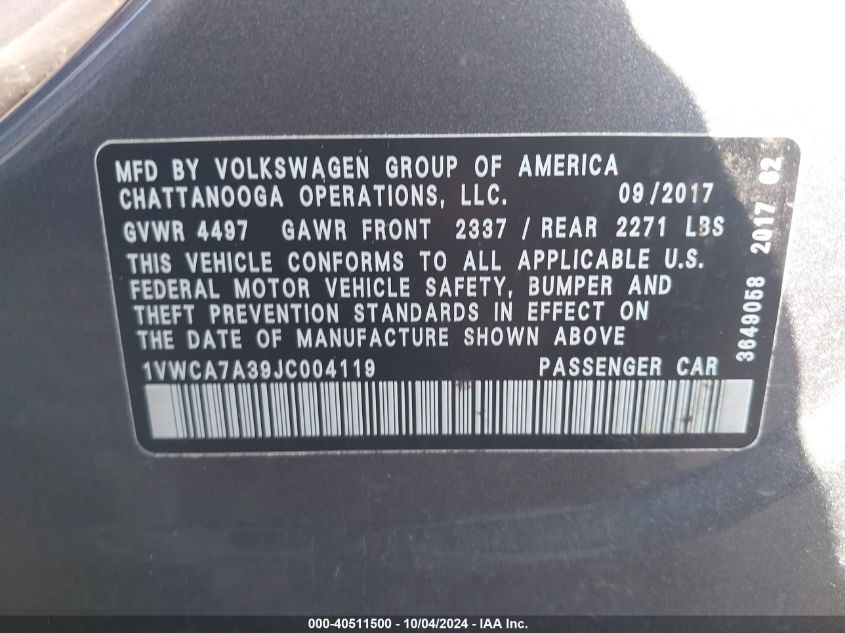 MFD BY VOLKSWAGEN GROUP OF AMERICA
CHATTANOOGA OPERATIONS, LLC. 09/2017
GVWR 4497 GAWR FRONT 2337 / REAR 2271 LBS
THIS VEHICLE CONFORMS TO ALL APPLICABLE U.S.
FEDERAL MOTOR VEHICLE SAFETY, BUMPER AND
THEFT PREVENTION STANDARDS IN EFFECT ON
THE DATE OF MANUFACTURE SHOWN ABOVE
1VWCA7A39JC004119 PASSENGER CAR
3649058 2017 62
000-40511500 - 10/04/2024 - IAA Inc.